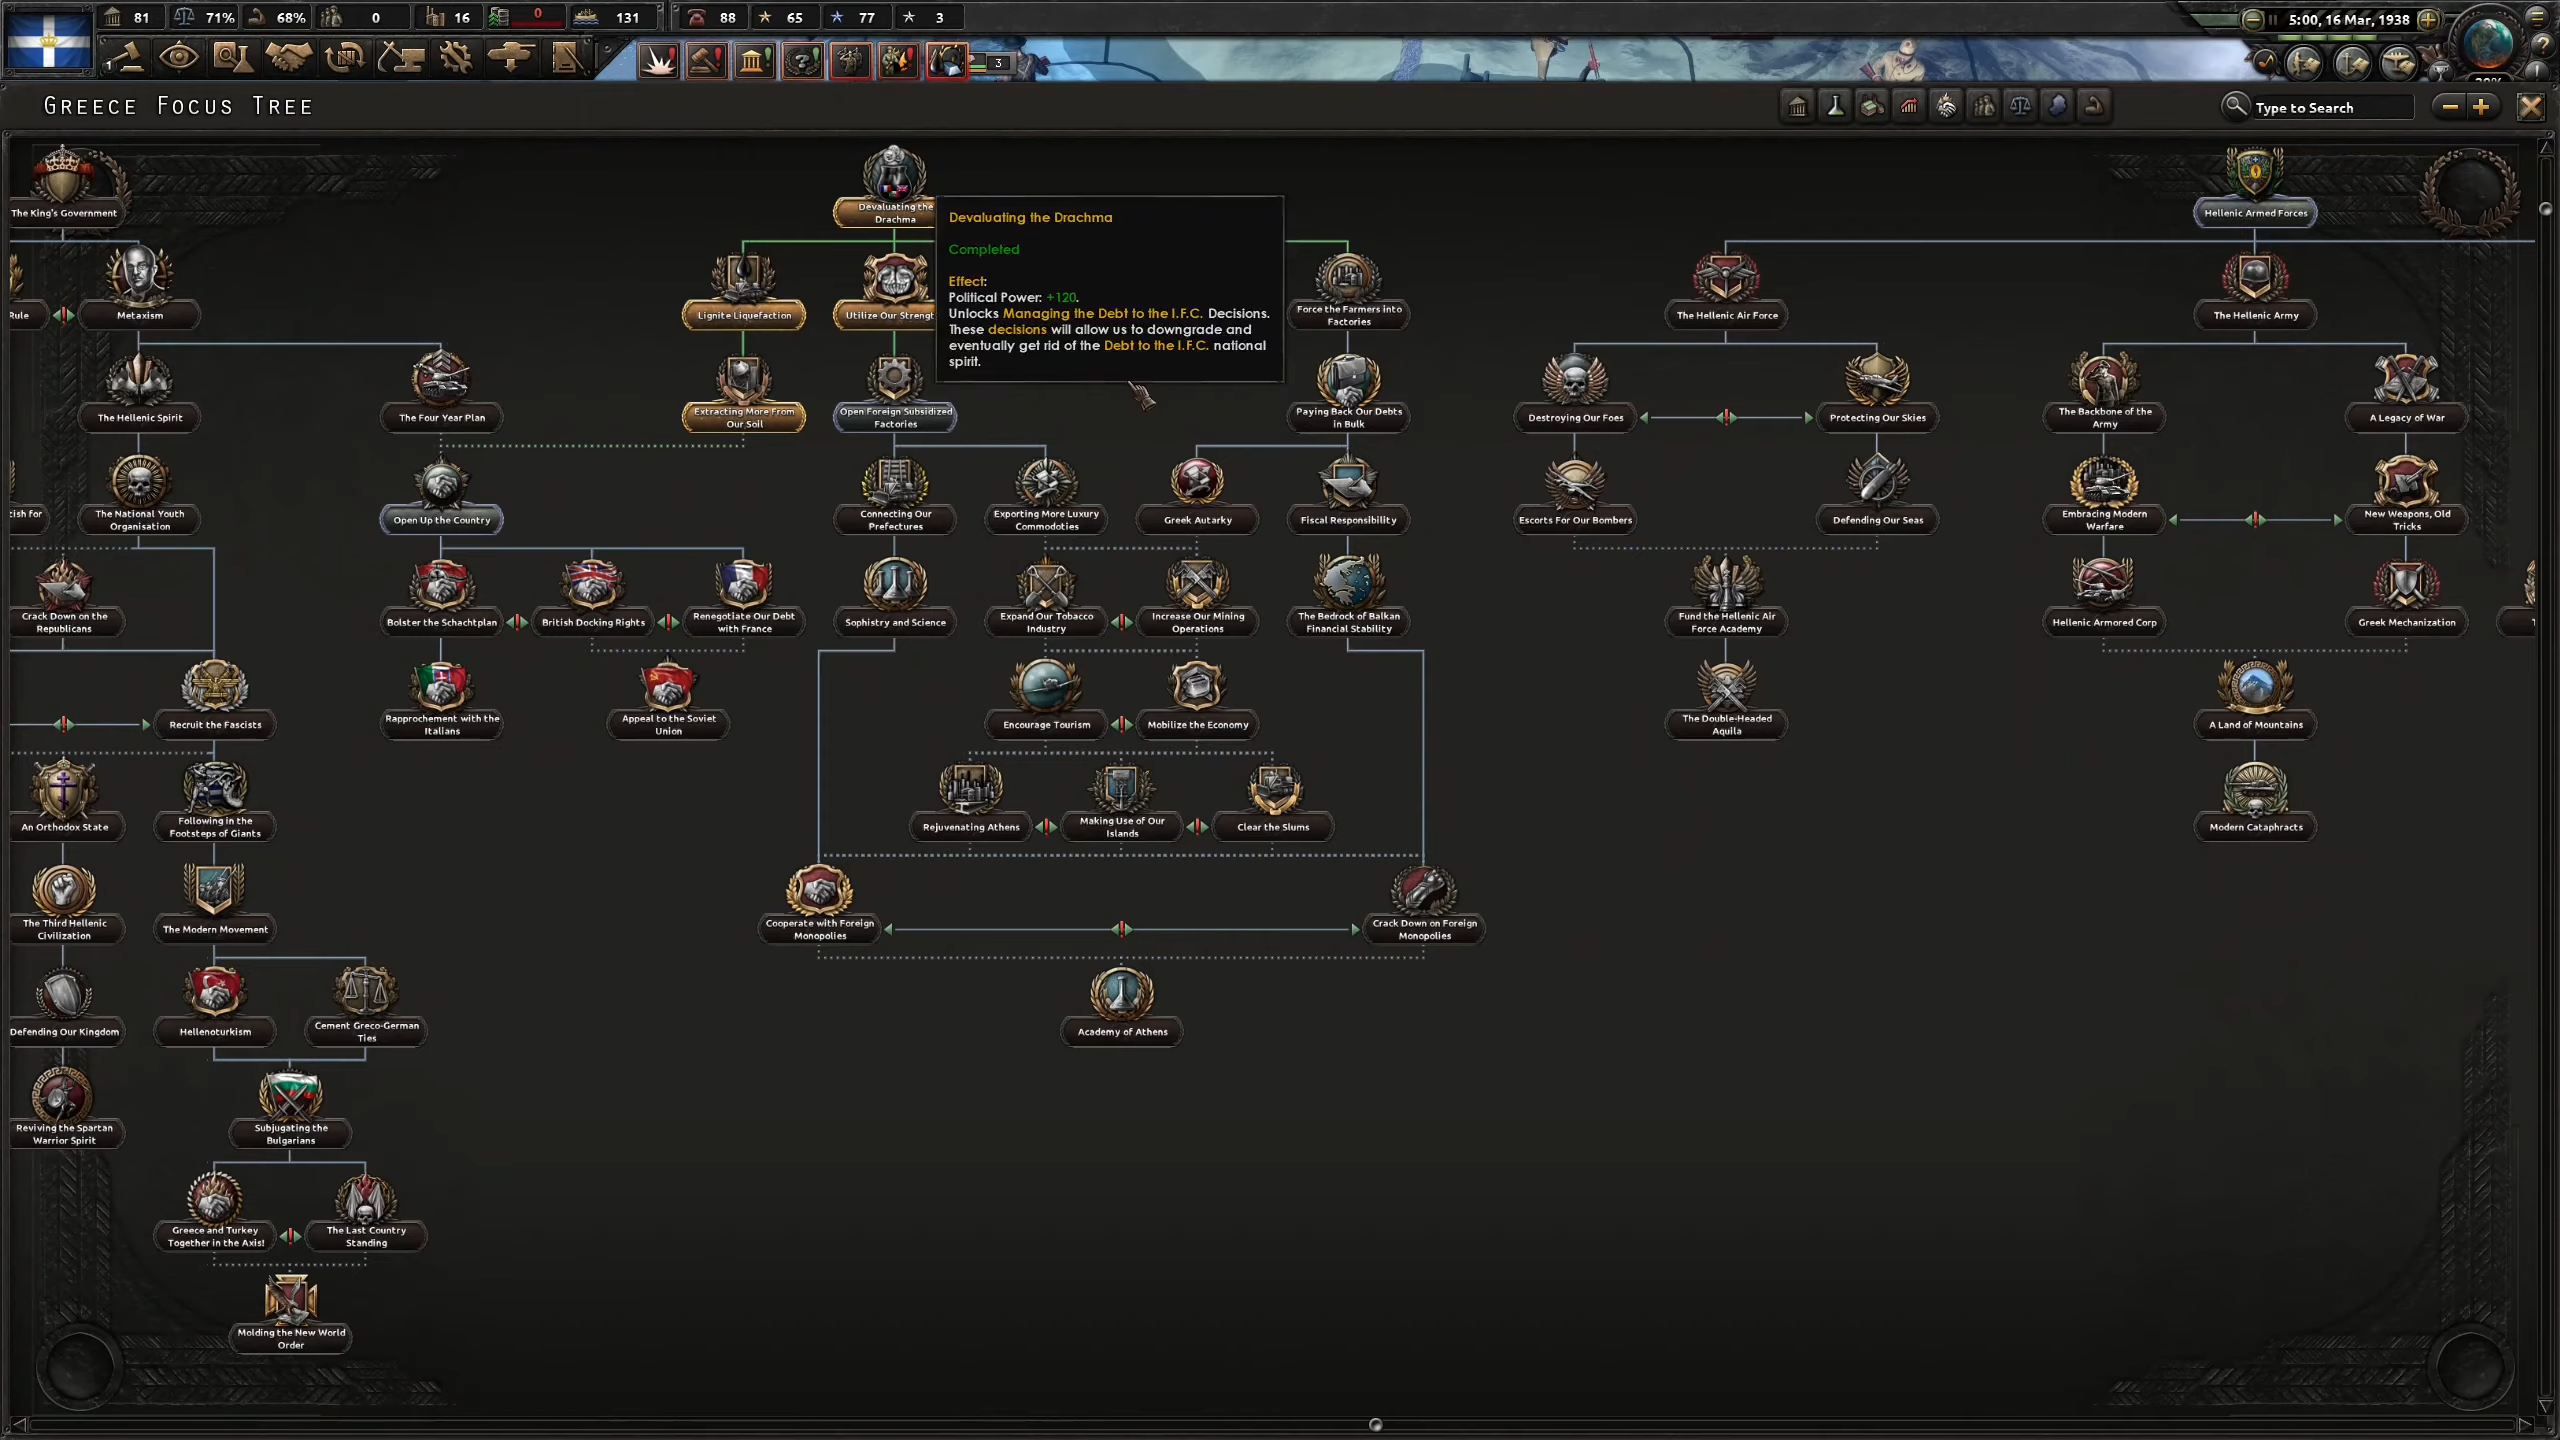 81 71% 68% 0 16 0 131 88 65 77 3 5:00, 16 Mar, 1938
1 3
GREECE FOCUS TREE Type to Search
The King's Government
Devaluating the
Drachma
Hellenic Armed Forces
Devaluating the Drachma
Completed
Effect:
Political Power: +120.
Unlocks Managing the Debt to the I.F.C. Decisions.
These decisions will allow us to downgrade and
eventually get rid of the Debt to the I.F.C. national
spirit.
Rule
Metaxism
Lignite Liquefaction
Utilize Our Strengt
Force the Farmers into
Factories
The Hellenic Air Force
The Hellenic Army
The Hellenic Spirit
The Four Year Plan
Extracting More From
Our Soil
Open Foreign Subsidized
Factories
Paying Back Our Debts
in Bulk
Destroying Our Foes
Protecting Our Skies
The Backbone of the
Army
A Legacy of War
tish for
The National Youth
Organisation
Open Up the Country
Connecting Our
Prefectures
Exporting More Luxury
Commodoties
Greek Autarky
Fiscal Responsibility
Escorts For Our Bombers
Defending Our Seas
Embracing Modern
Warfare
New Weapons, Old
Tricks
Crack Down on the
Republicans
Bolster the Schachtplan
British Docking Rights
Renegotiate Our Debt
with France
Sophistry and Science
Expand Our Tobacco
Industry
Increase Our Mining
Operations
The Bedrock of Balkan
Financial Stability
Fund the Hellenic Air
Force Academy
Hellenic Armored Corp
Greek Mechanization
Recruit the Fascists
Rapprochement with the
Italians
Appeal to the Soviet
Union
Encourage Tourism
Mobilize the Economy
The Double-Headed
Aquila
A Land of Mountains
An Orthodox State
Following in the
Footsteps of Giants
Rejuvenating Athens
Making Use of Our
Islands
Clear the Slums
Modern Cataphracts
The Third Hellenic
Civilization
The Modern Movement
Cooperate with Foreign
Monopolies
Crack Down on Foreign
Monopolies
Defending Our Kingdom
Hellenoturkism
Cement Greco-German
Ties
Academy of Athens
Reviving the Spartan
Warrior Spirit
Subjugating the
Bulgarians
Greece and Turkey
Together in the Axis!
The Last Country
Standing
Molding the New World
Order